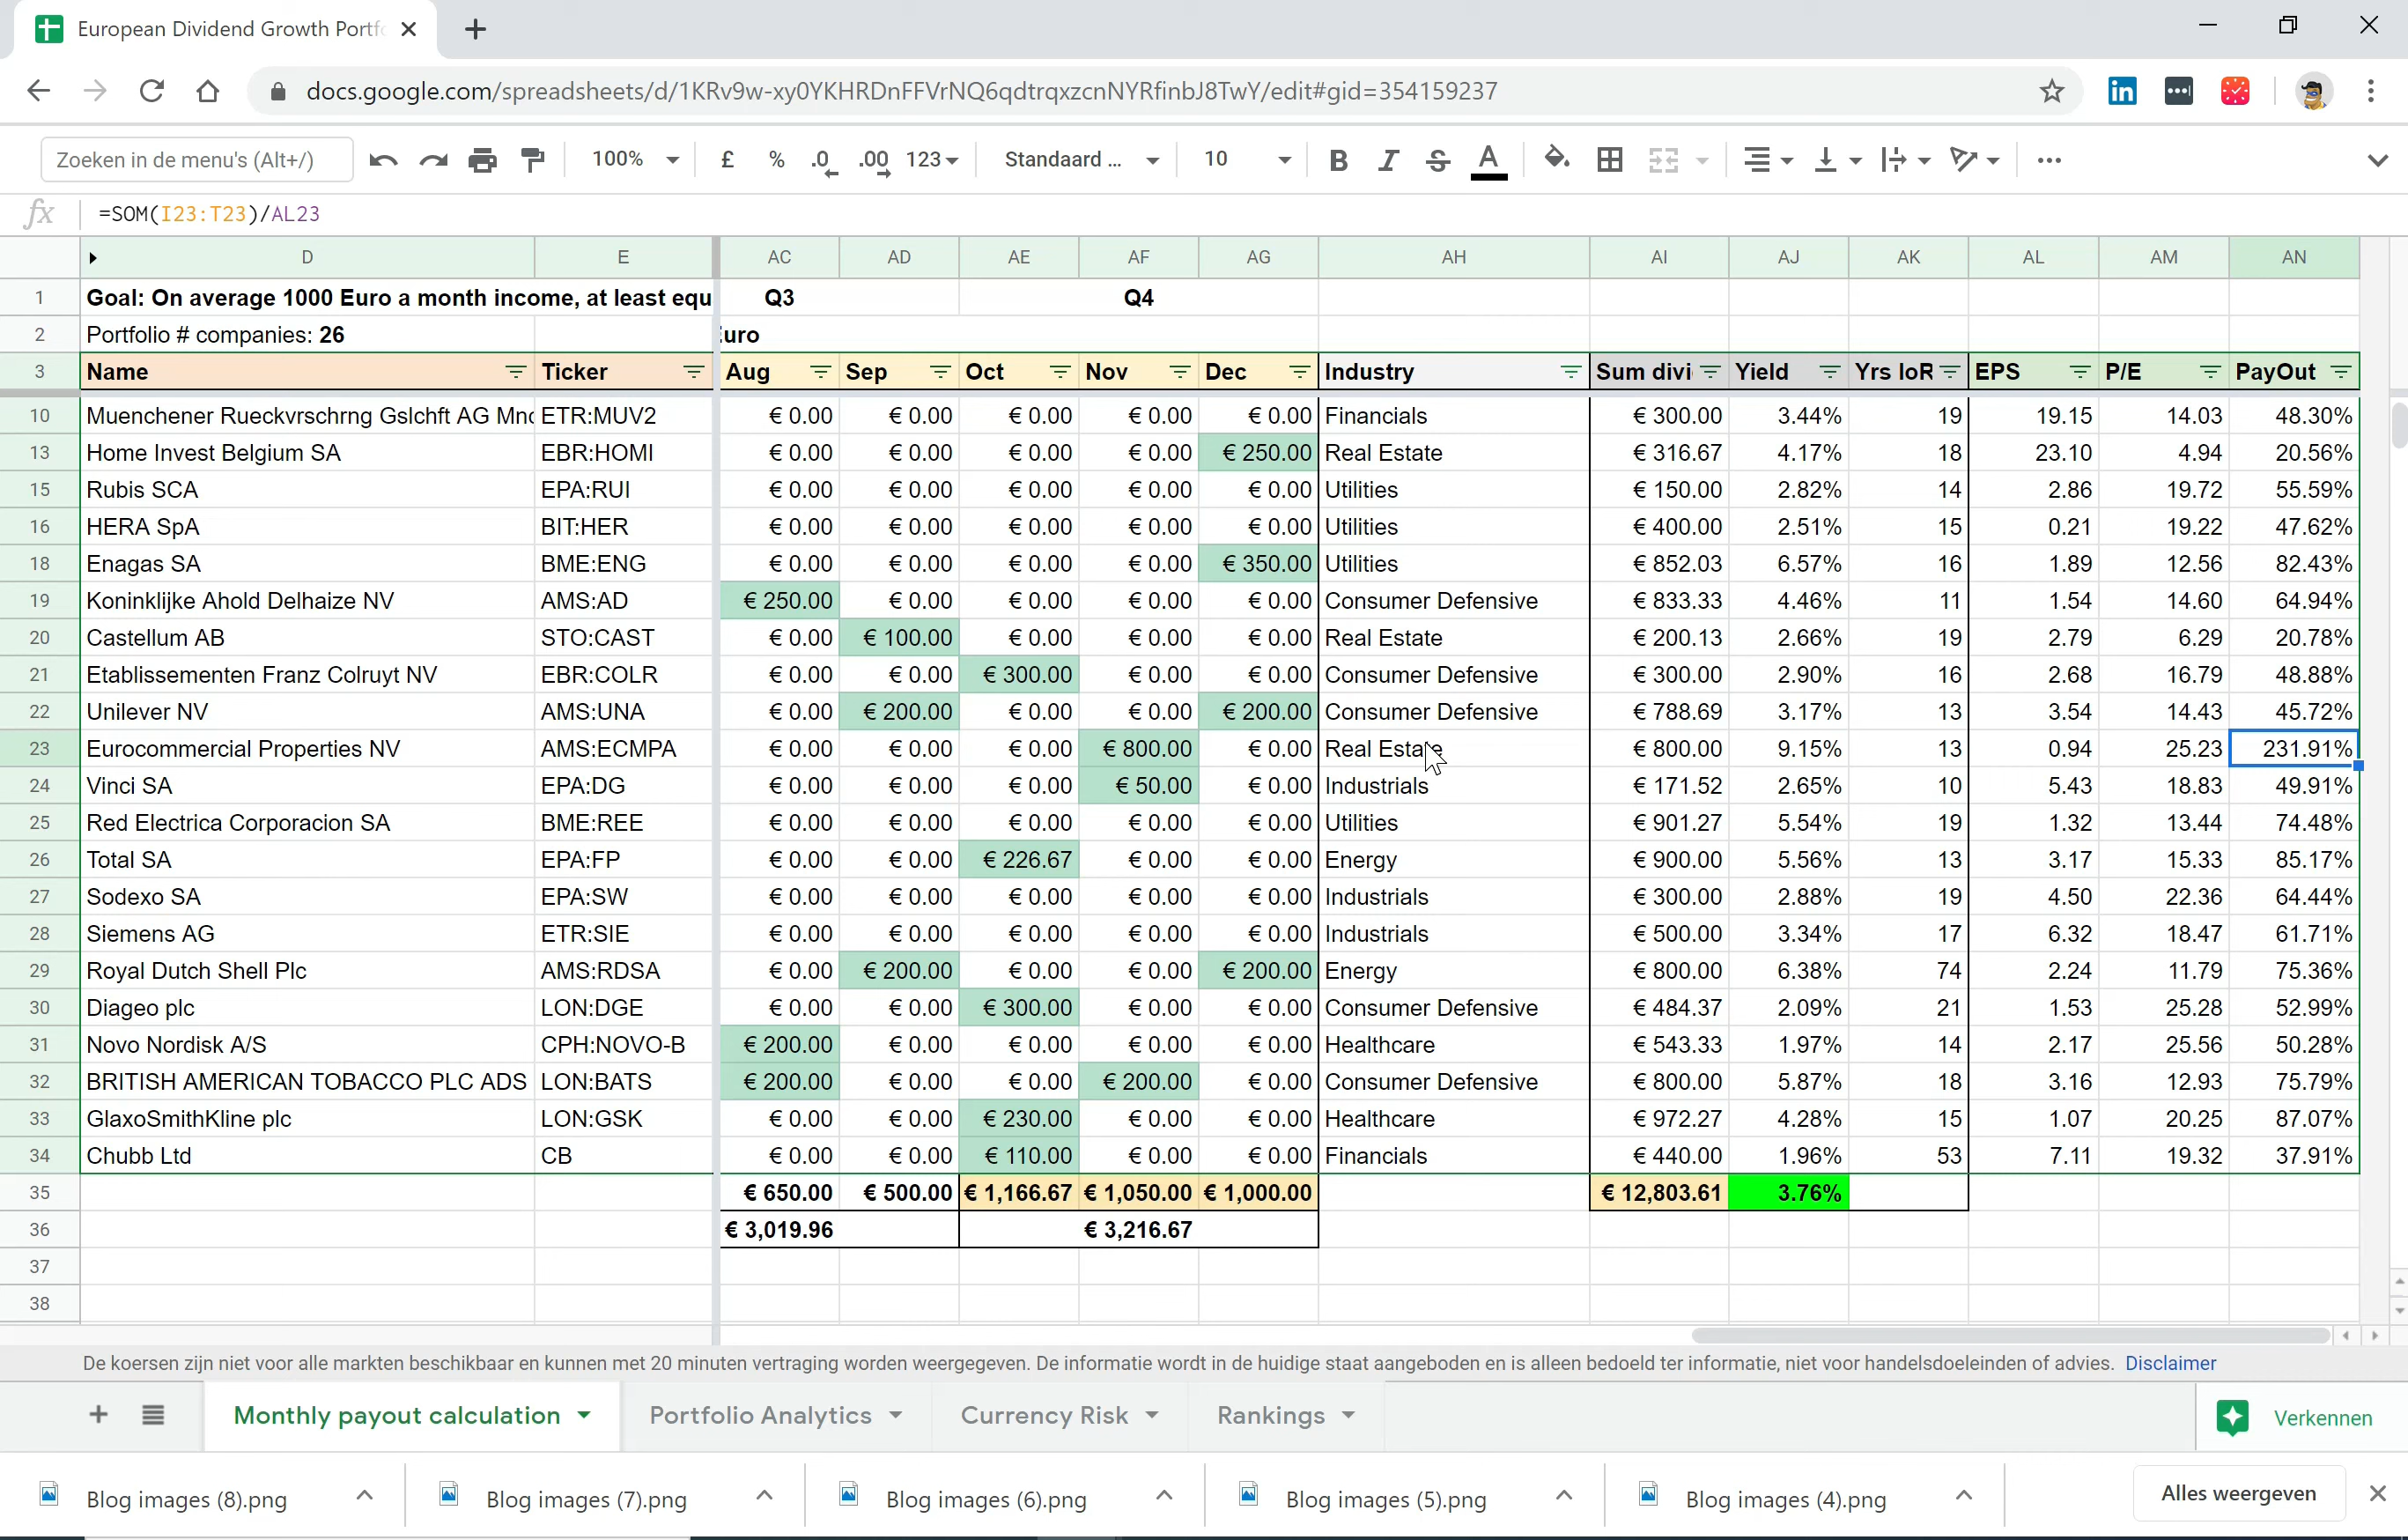 European Dividend Growth Portf
docs.google.com/spreadsheets/d/1KRv9w-xy0YKHRDnFFVrNQ6qdtrqxzcnNYRfinbJ8TwY/edit#gid=354159237
Zoeken in de menu's (Alt+/) 100% £ % .0 .00 123 Standaard ... 10 B I S A
fx =SOM(I23:T23)/AL23
D E AC AD AE AF AG AH AI AJ AK AL AM AN
1 Goal: On average 1000 Euro a month income, at least equ Q3 Q4
2 Portfolio # companies: 26 uro
3 Name Ticker Aug Sep Oct Nov Dec Industry Sum divi Yield Yrs IoR EPS P/E PayOut
10 Muenchener Rueckvrschrng Gslchft AG Mnc ETR:MUV2 € 0.00 € 0.00 € 0.00 € 0.00 € 0.00 Financials € 300.00 3.44% 19 19.15 14.03 48.30%
13 Home Invest Belgium SA EBR:HOMI € 0.00 € 0.00 € 0.00 € 0.00 € 250.00 Real Estate € 316.67 4.17% 18 23.10 4.94 20.56%
15 Rubis SCA EPA:RUI € 0.00 € 0.00 € 0.00 € 0.00 € 0.00 Utilities € 150.00 2.82% 14 2.86 19.72 55.59%
16 HERA SpA BIT:HER € 0.00 € 0.00 € 0.00 € 0.00 € 0.00 Utilities € 400.00 2.51% 15 0.21 19.22 47.62%
18 Enagas SA BME:ENG € 0.00 € 0.00 € 0.00 € 0.00 € 350.00 Utilities € 852.03 6.57% 16 1.89 12.56 82.43%
19 Koninklijke Ahold Delhaize NV AMS:AD € 250.00 € 0.00 € 0.00 € 0.00 € 0.00 Consumer Defensive € 833.33 4.46% 11 1.54 14.60 64.94%
20 Castellum AB STO:CAST € 0.00 € 100.00 € 0.00 € 0.00 € 0.00 Real Estate € 200.13 2.66% 19 2.79 6.29 20.78%
21 Etablissementen Franz Colruyt NV EBR:COLR € 0.00 € 0.00 € 300.00 € 0.00 € 0.00 Consumer Defensive € 300.00 2.90% 16 2.68 16.79 48.88%
22 Unilever NV AMS:UNA € 0.00 € 200.00 € 0.00 € 0.00 € 200.00 Consumer Defensive € 788.69 3.17% 13 3.54 14.43 45.72%
23 Eurocommercial Properties NV AMS:ECMPA € 0.00 € 0.00 € 0.00 € 800.00 € 0.00 Real Estate € 800.00 9.15% 13 0.94 25.23 231.91%
24 Vinci SA EPA:DG € 0.00 € 0.00 € 0.00 € 50.00 € 0.00 Industrials € 171.52 2.65% 10 5.43 18.83 49.91%
25 Red Electrica Corporacion SA BME:REE € 0.00 € 0.00 € 0.00 € 0.00 € 0.00 Utilities € 901.27 5.54% 19 1.32 13.44 74.48%
26 Total SA EPA:FP € 0.00 € 0.00 € 226.67 € 0.00 € 0.00 Energy € 900.00 5.56% 13 3.17 15.33 85.17%
27 Sodexo SA EPA:SW € 0.00 € 0.00 € 0.00 € 0.00 € 0.00 Industrials € 300.00 2.88% 19 4.50 22.36 64.44%
28 Siemens AG ETR:SIE € 0.00 € 0.00 € 0.00 € 0.00 € 0.00 Industrials € 500.00 3.34% 17 6.32 18.47 61.71%
29 Royal Dutch Shell Plc AMS:RDSA € 0.00 € 200.00 € 0.00 € 0.00 € 200.00 Energy € 800.00 6.38% 74 2.24 11.79 75.36%
30 Diageo plc LON:DGE € 0.00 € 0.00 € 300.00 € 0.00 € 0.00 Consumer Defensive € 484.37 2.09% 21 1.53 25.28 52.99%
31 Novo Nordisk A/S CPH:NOVO-B € 200.00 € 0.00 € 0.00 € 0.00 € 0.00 Healthcare € 543.33 1.97% 14 2.17 25.56 50.28%
32 BRITISH AMERICAN TOBACCO PLC ADS LON:BATS € 200.00 € 0.00 € 0.00 € 200.00 € 0.00 Consumer Defensive € 800.00 5.87% 18 3.16 12.93 75.79%
33 GlaxoSmithKline plc LON:GSK € 0.00 € 0.00 € 230.00 € 0.00 € 0.00 Healthcare € 972.27 4.28% 15 1.07 20.25 87.07%
34 Chubb Ltd CB € 0.00 € 0.00 € 110.00 € 0.00 € 0.00 Financials € 440.00 1.96% 53 7.11 19.32 37.91%
35 € 650.00 € 500.00 € 1,166.67 € 1,050.00 € 1,000.00 € 12,803.61 3.76%
36 € 3,019.96 € 3,216.67
37
38
De koersen zijn niet voor alle markten beschikbaar en kunnen met 20 minuten vertraging worden weergegeven. De informatie wordt in de huidige staat aangeboden en is alleen bedoeld ter informatie, niet voor handelsdoeleinden of advies. Disclaimer
Monthly payout calculation Portfolio Analytics Currency Risk Rankings Verkennen
Blog images (8).png Blog images (7).png Blog images (6).png Blog images (5).png Blog images (4).png Alles weergeven